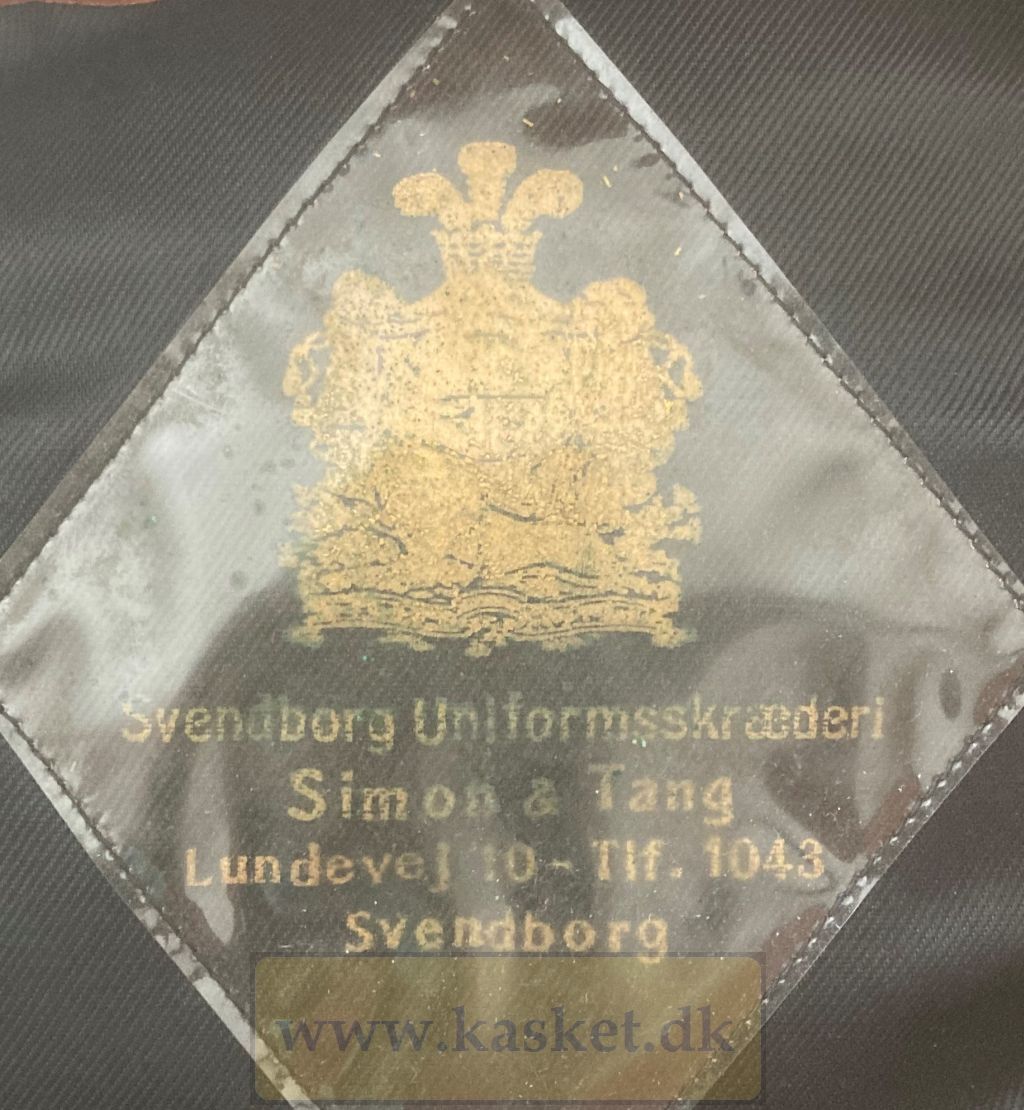 Svendborg Uniformsskræderi
Simon & Tang
Lundevej 10 - Tlf. 1043
Svendborg
www.kasket.dk